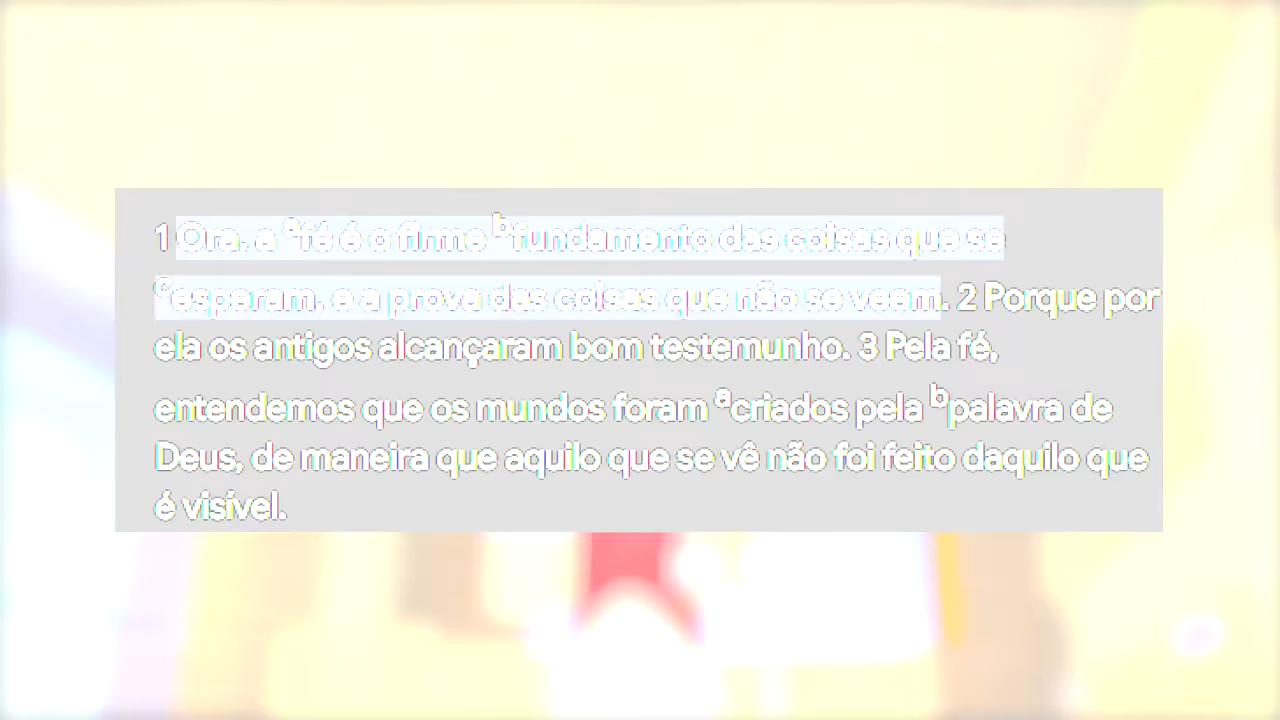 1 Ora, a ᵃfé é o firme ᵇfundamento das coisas que se
ᶜesperam, e a prova das coisas que não se veem. 2 Porque por
ela os antigos alcançaram bom testemunho. 3 Pela fé,
entendemos que os mundos foram ᵃcriados pela ᵇpalavra de
Deus, de maneira que aquilo que se vê não foi feito daquilo que
é visível.